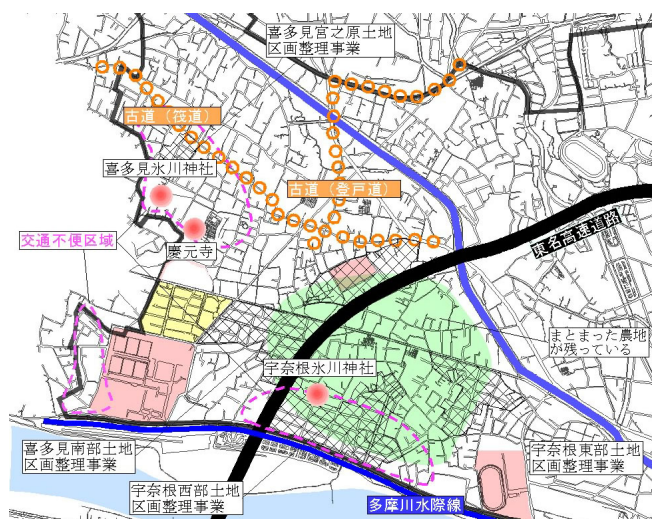 喜多見宮之原土地
区画整理事業
古道（筏道）
喜多見氷川神社
古道（登戸道）
交通不便区域
慶元寺
東名高速道路
まとまった農地
が残っている
宇奈根氷川神社
喜多見南部土地
区画整理事業
宇奈根西部土地
区画整理事業
宇奈根東部土地
区画整理事業
多摩川水際線